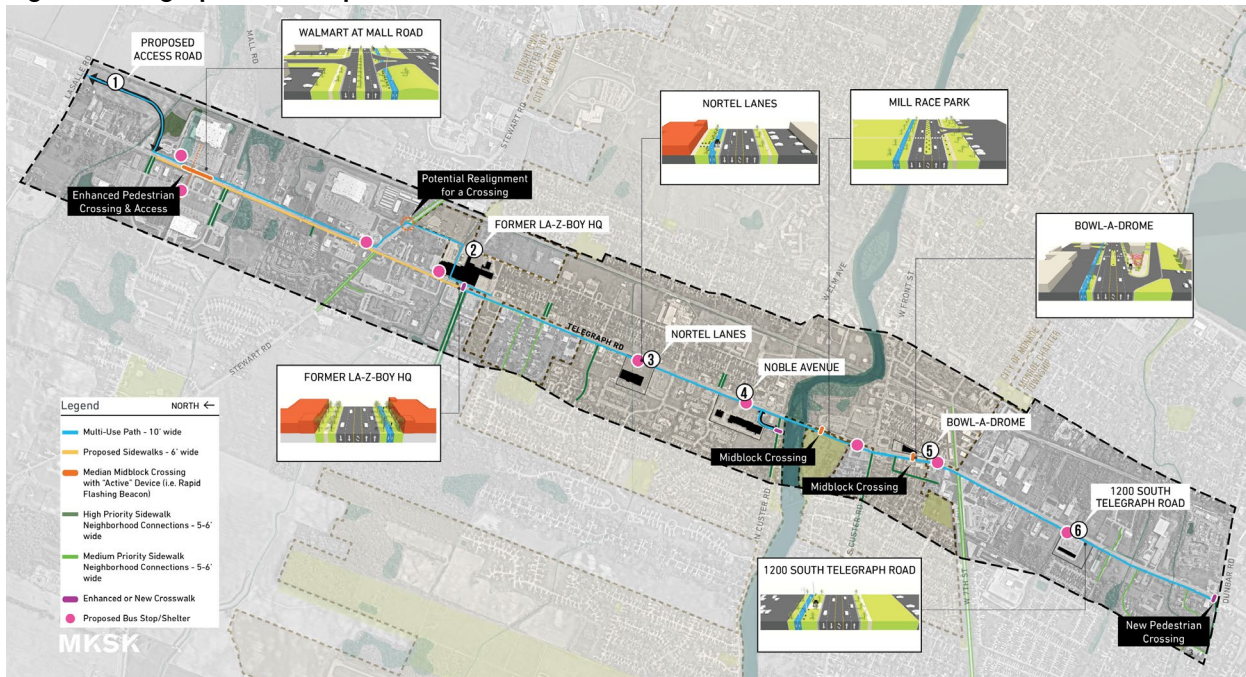 PROPOSED
ACCESS ROAD
LASALLE RD
MALL RD
WALMART AT MALL ROAD
STEWART RD
NORTEL LANES
MILL RACE PARK
1
Enhanced Pedestrian
Crossing & Access
Potential Realignment
for a Crossing
FORMER LA-Z-BOY HQ
2
BOWL-A-DROME
W ELM AVE
W FRONT ST
STEWART RD
TELEGRAPH RD
NORTEL LANES
3
NOBLE AVENUE
4
FORMER LA-Z-BOY HQ
BOWL-A-DROME
5
Midblock Crossing
Midblock Crossing
N CUSTER RD
S CUSTER RD
W 7TH ST
1200 SOUTH
TELEGRAPH ROAD
6
1200 SOUTH TELEGRAPH ROAD
DUNBAR RD
New Pedestrian
Crossing
Legend
NORTH ←
Multi-Use Path - 10' wide
Proposed Sidewalks - 6' wide
Median Midblock Crossing
with "Active" Device (i.e. Rapid
Flashing Beacon)
High Priority Sidewalk
Neighborhood Connections - 5-6'
wide
Medium Priority Sidewalk
Neighborhood Connections - 5-6'
wide
Enhanced or New Crosswalk
Proposed Bus Stop/Shelter
MKSK